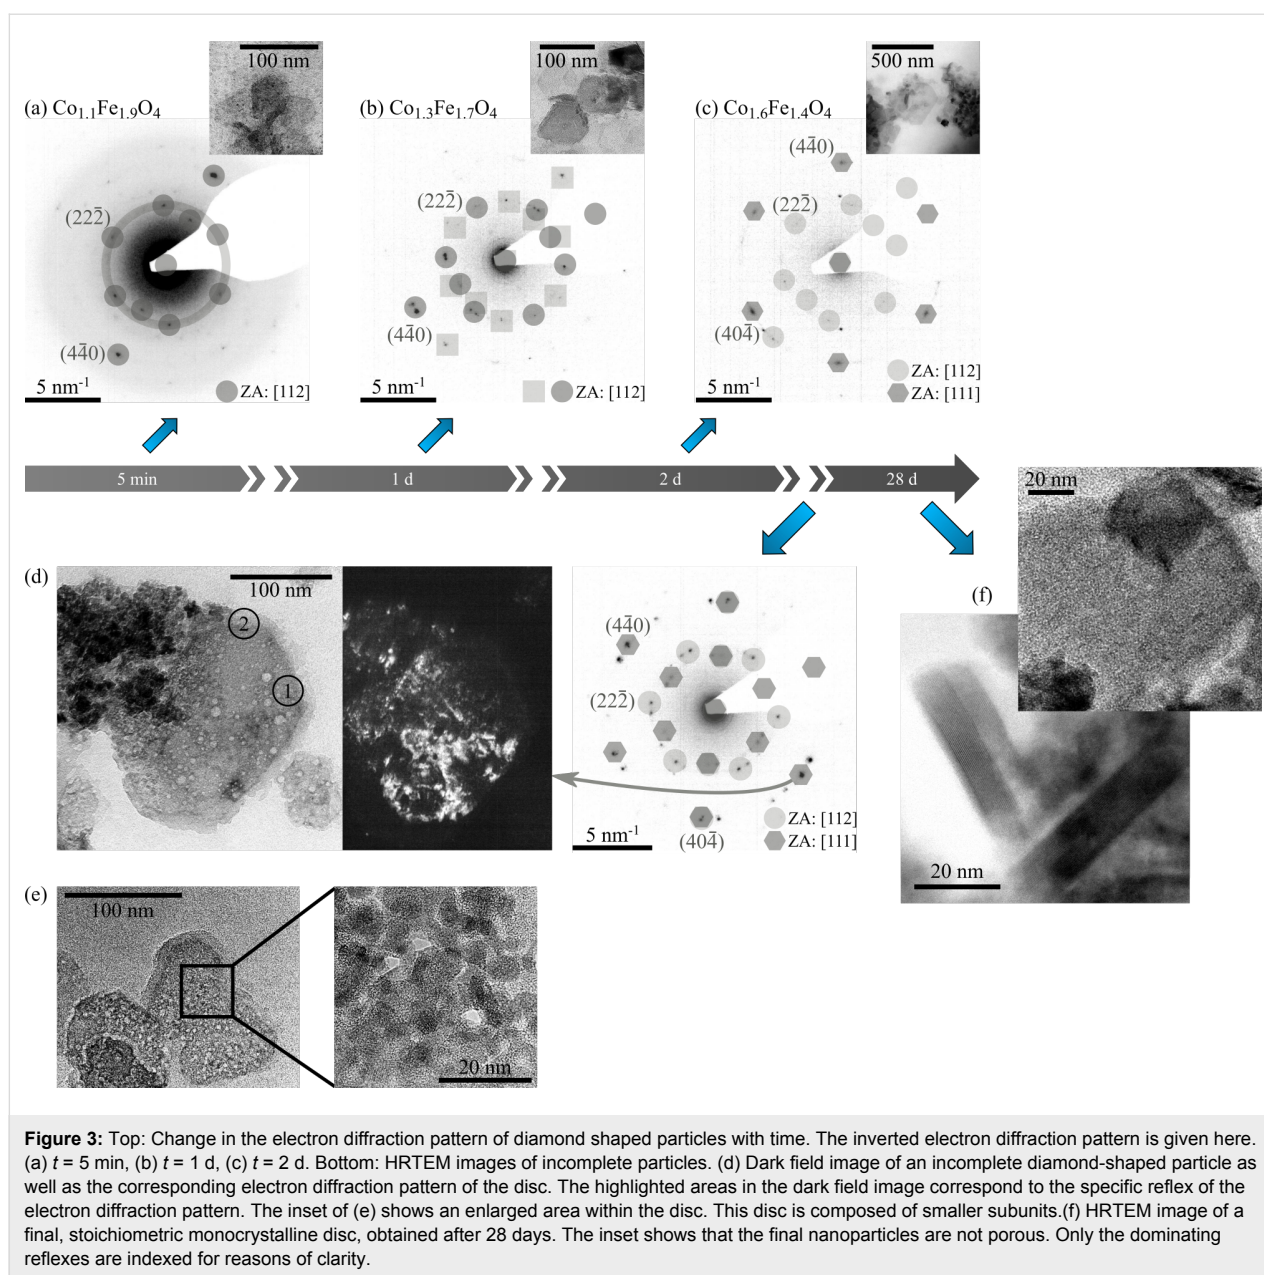 100 nm
100 nm
500 nm
(a) Co1.1Fe1.9O4
(b) Co1.3Fe1.7O4
(c) Co1.6Fe1.4O4
(222̅)
(44̅0)
5 nm-1
ZA: [112]
(222̅)
(44̅0)
5 nm-1
ZA: [112]
(44̅0)
(222̅)
(404̅)
5 nm-1
ZA: [112]
ZA: [111]
5 min
1 d
2 d
28 d
20 nm
(d)
100 nm
2
1
(44̅0)
(222̅)
(404̅)
5 nm-1
ZA: [112]
ZA: [111]
(f)
20 nm
(e)
100 nm
20 nm
Figure 3: Top: Change in the electron diffraction pattern of diamond shaped particles with time. The inverted electron diffraction pattern is given here.
(a) t = 5 min, (b) t = 1 d, (c) t = 2 d. Bottom: HRTEM images of incomplete particles. (d) Dark field image of an incomplete diamond-shaped particle as
well as the corresponding electron diffraction pattern of the disc. The highlighted areas in the dark field image correspond to the specific reflex of the
electron diffraction pattern. The inset of (e) shows an enlarged area within the disc. This disc is composed of smaller subunits.(f) HRTEM image of a
final, stoichiometric monocrystalline disc, obtained after 28 days. The inset shows that the final nanoparticles are not porous. Only the dominating
reflexes are indexed for reasons of clarity.